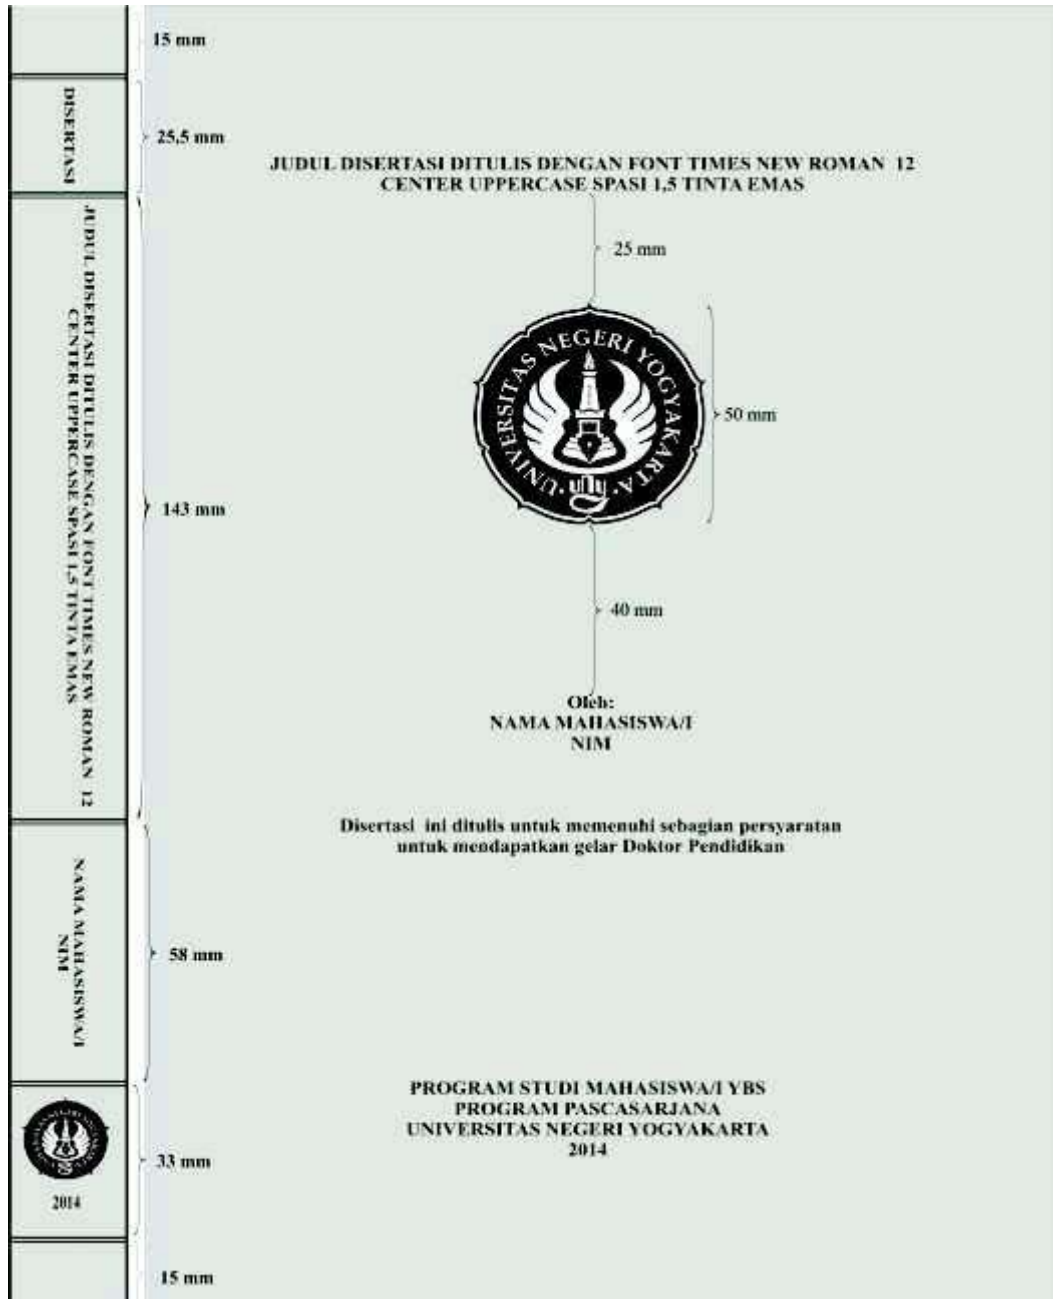 15 mm
DISERTASI
25,5 mm
JUDUL DISERTASI DITULIS DENGAN FONT TIMES NEW ROMAN 12
CENTER UPPERCASE SPASI 1,5 TINTA EMAS
143 mm
NAMA MAHASISWA/I
NIM
58 mm
UNIVERSITAS NEGERI YOGYAKARTA
2014
33 mm
15 mm
JUDUL DISERTASI DITULIS DENGAN FONT TIMES NEW ROMAN 12
CENTER UPPERCASE SPASI 1,5 TINTA EMAS
25 mm
UNIVERSITAS NEGERI YOGYAKARTA
uny
50 mm
40 mm
Oleh:
NAMA MAHASISWA/I
NIM
Disertasi ini ditulis untuk memenuhi sebagian persyaratan
untuk mendapatkan gelar Doktor Pendidikan
PROGRAM STUDI MAHASISWA/I YBS
PROGRAM PASCASARJANA
UNIVERSITAS NEGERI YOGYAKARTA
2014